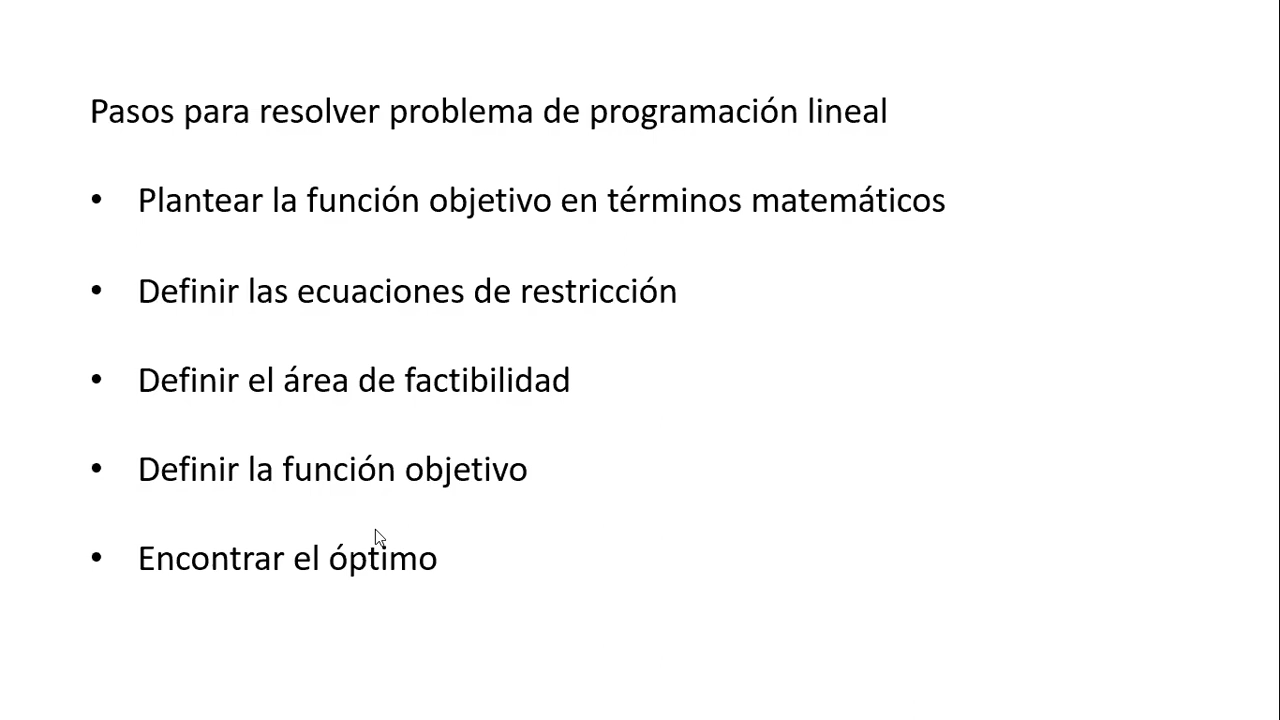 Pasos para resolver problema de programación lineal
• Plantear la función objetivo en términos matemáticos
• Definir las ecuaciones de restricción
• Definir el área de factibilidad
• Definir la función objetivo
• Encontrar el óptimo